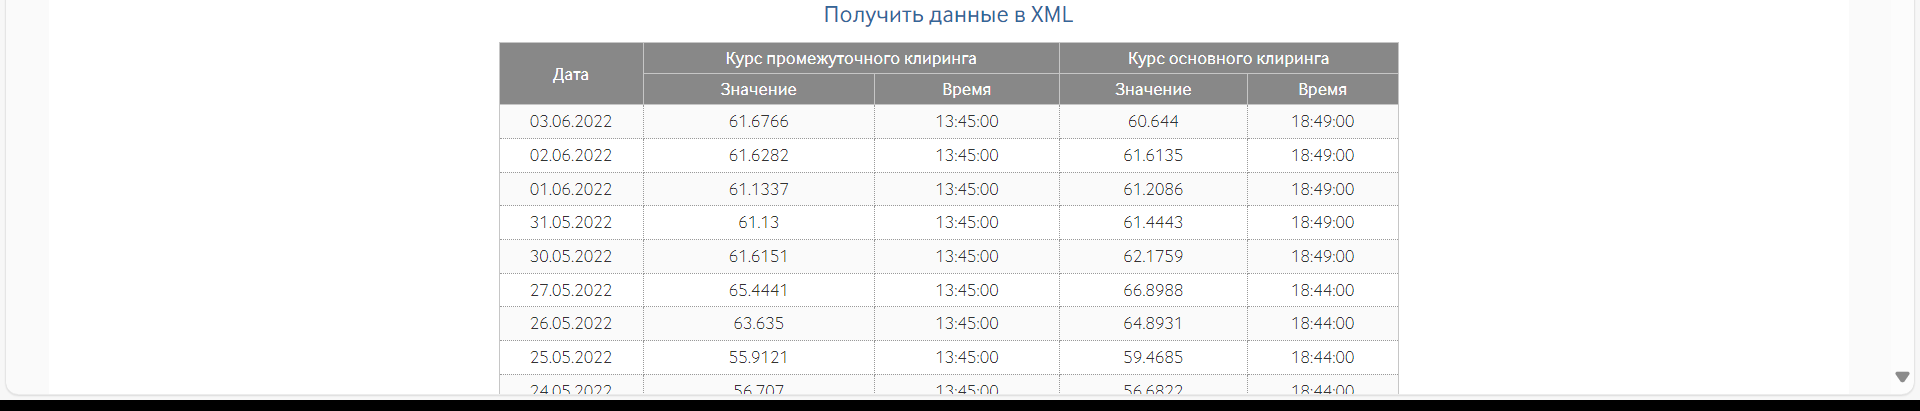 Получить данные в XML
Дата Курс промежуточного клиринга Курс основного клиринга
Значение Время Значение Время
03.06.2022 61.6766 13:45:00 60.644 18:49:00
02.06.2022 61.6282 13:45:00 61.6135 18:49:00
01.06.2022 61.1337 13:45:00 61.2086 18:49:00
31.05.2022 61.13 13:45:00 61.4443 18:49:00
30.05.2022 61.6151 13:45:00 62.1759 18:49:00
27.05.2022 65.4441 13:45:00 66.8988 18:44:00
26.05.2022 63.635 13:45:00 64.8931 18:44:00
25.05.2022 55.9121 13:45:00 59.4685 18:44:00
24.05.2022 56.707 13:45:00 56.6822 18:44:00